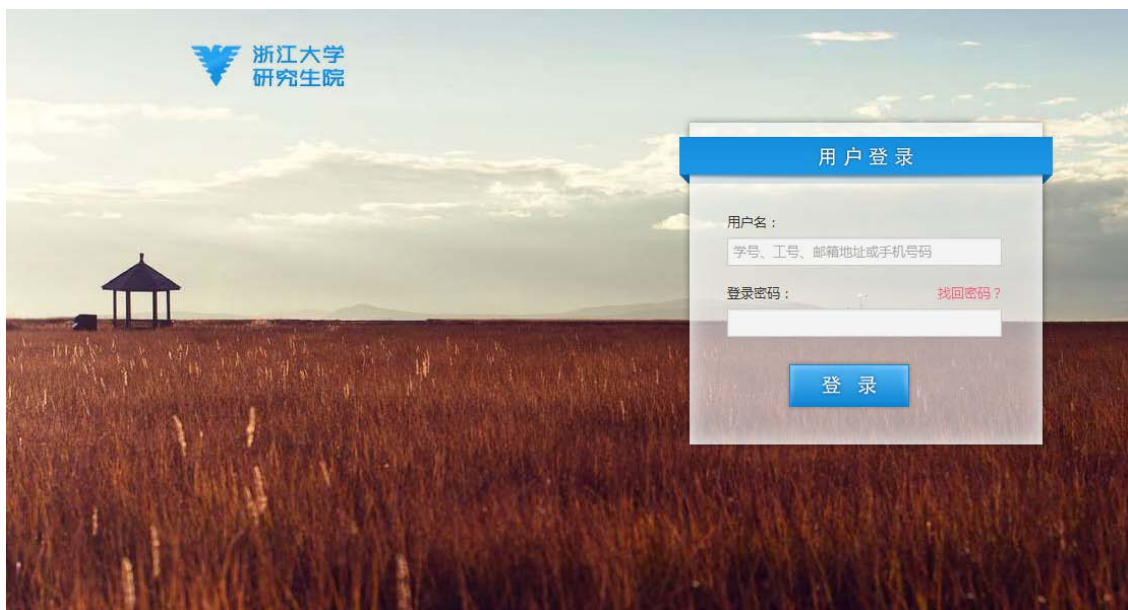 浙江大学
研究生院
用户登录
用户名：
学号、工号、邮箱地址或手机号码
登录密码：
找回密码？
登 录